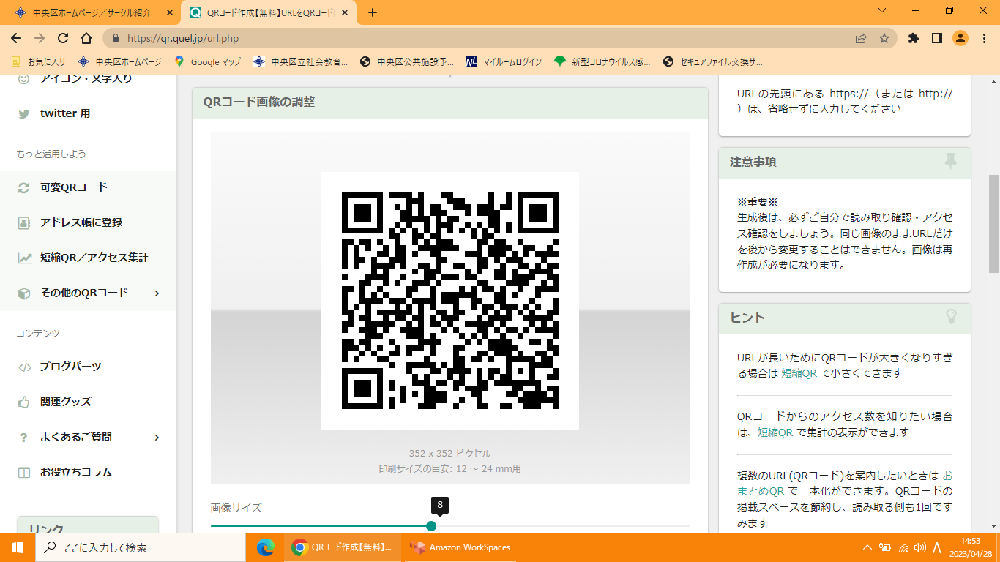 中央区ホームページ／サークル紹介
QRコード作成【無料】URLをQRコード
https://qr.quel.jp/url.php
お気に入り
中央区ホームページ
Google マップ
中央区立社会教育...
中央区公共施設予...
マイルームログイン
新型コロナウイルス感...
セキュアファイル交換サ...
アイコン・文字入り
twitter 用
もっと活用しよう
可変QRコード
アドレス帳に登録
短縮QR／アクセス集計
その他のQRコード
コンテンツ
ブログパーツ
関連グッズ
よくあるご質問
お役立ちコラム
リンク
QRコード画像の調整
352 x 352 ピクセル
印刷サイズの目安: 12 ～ 24 mm用
画像サイズ
8
URLの先頭にある https://（または http://
）は、省略せずに入力してください
注意事項
※重要※
生成後は、必ずご自分で読み取り確認・アクセ
ス確認をしましょう。同じ画像のままURLだけ
を後から変更することはできません。画像は再
作成が必要になります。
ヒント
URLが長いためにQRコードが大きくなりすぎ
る場合は 短縮QR で小さくできます
QRコードからのアクセス数を知りたい場合
は、短縮QR で集計の表示ができます
複数のURL(QRコード)を案内したいときは お
まとめQR で一本化ができます。QRコードの
掲載スペースを節約し、読み取る側も1回です
みます
ここに入力して検索
QRコード作成【無料】...
Amazon WorkSpaces
A
14:53
2023/04/28